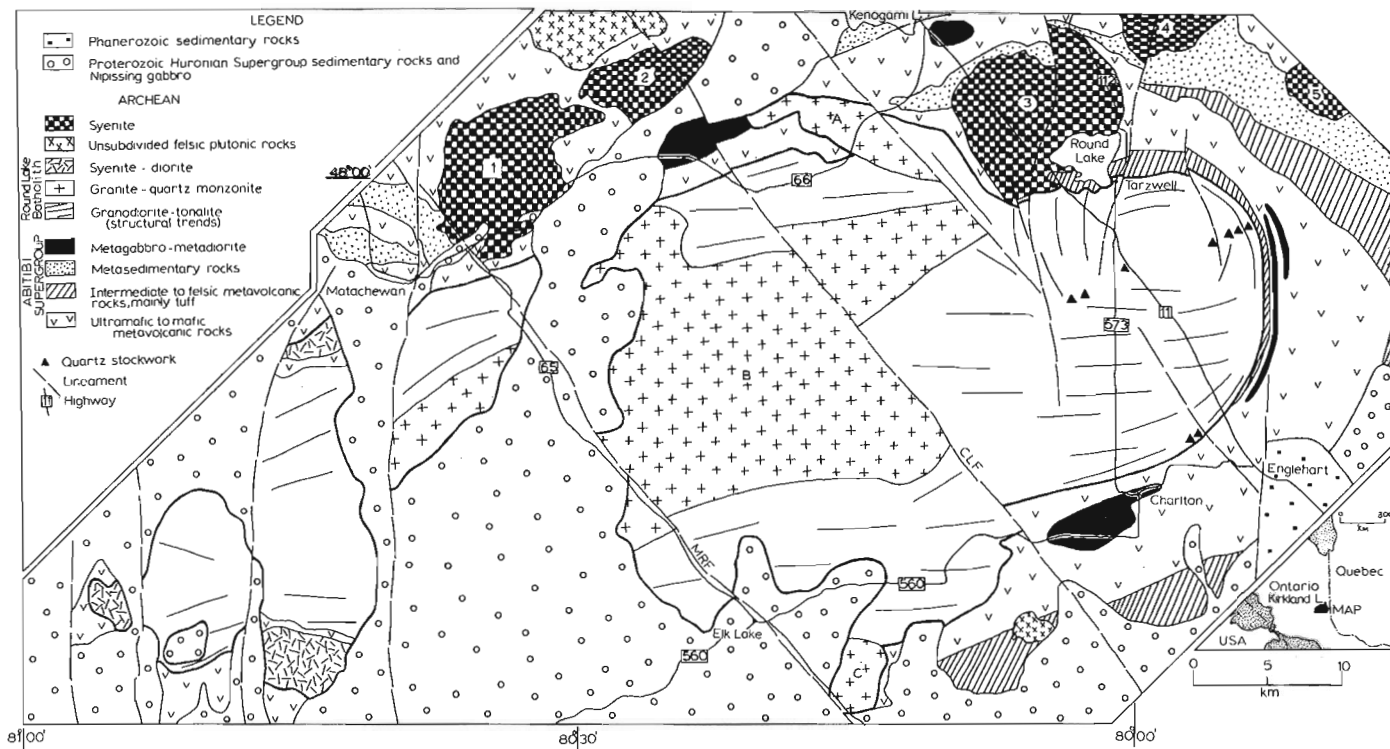 LEGEND
Phanerozoic sedimentary rocks
Proterozoic Huronian Supergroup sedimentary rocks and
Nipissing gabbro
ARCHEAN
Syenite
Unsubdivided felsic plutonic rocks
Syenite - diorite
Granite - quartz monzonite
Granodiorite-tonalite
(structural trends)
Round Lake
Batholith
Metagabbro-metadiorite
Metasedimentary rocks
Intermediate to felsic metavolcanic
rocks, mainly tuff
Ultramafic to mafic
metavolcanic rocks
ABITIBI
SUPERGROUP
Quartz stockwork
Lineament
11 Highway
Kenogami L.
1
2
3
4
5
112
A
Round
Lake
48°00'
66
Tarzwell
Matachewan
65
573
11
B
CLF
Englehart
Charlton
MRF
560
Elk Lake
560
C
km
Ontario
Quebec
Kirkland L.
MAP
USA
0 5 10
km
81°00'
80°30'
80°00'